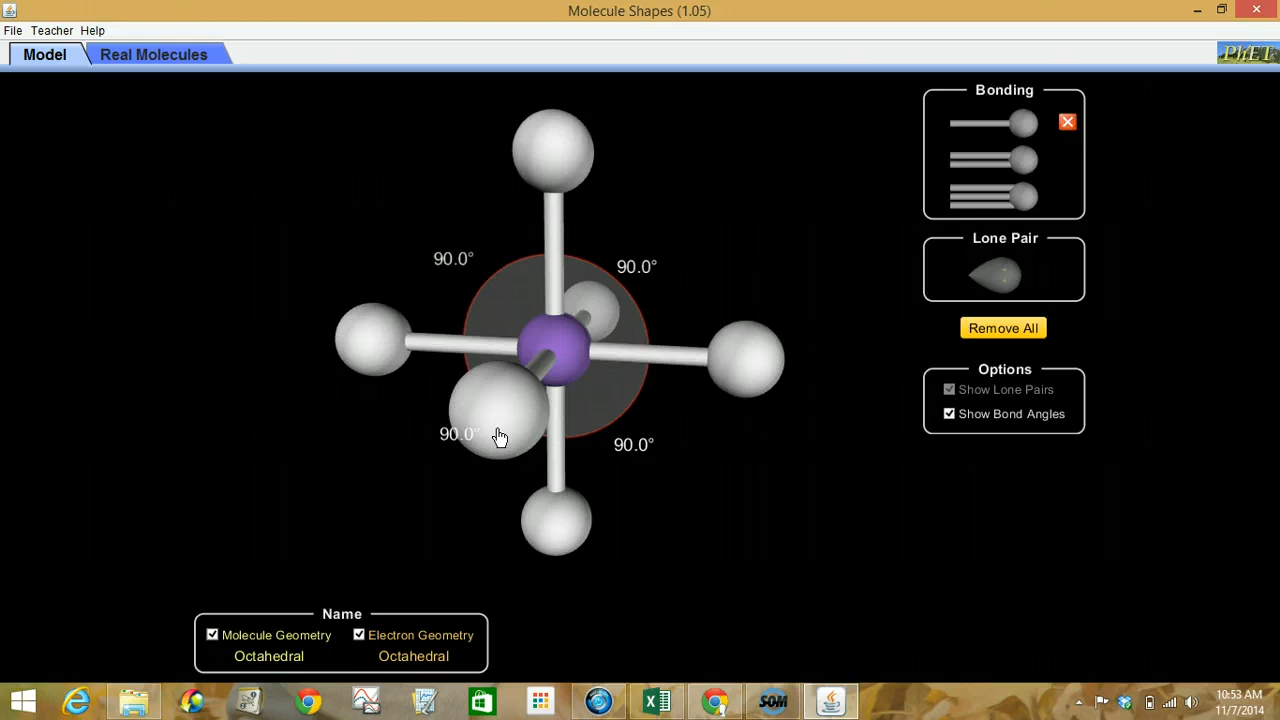 Molecule Shapes (1.05)
File Teacher Help
Model Real Molecules
PhET
Bonding
Lone Pair
Remove All
Options
Show Lone Pairs
Show Bond Angles
90.0°
90.0°
90.0°
90.0°
Name
Molecule Geometry Electron Geometry
Octahedral Octahedral
SOM
10:53 AM
11/7/2014